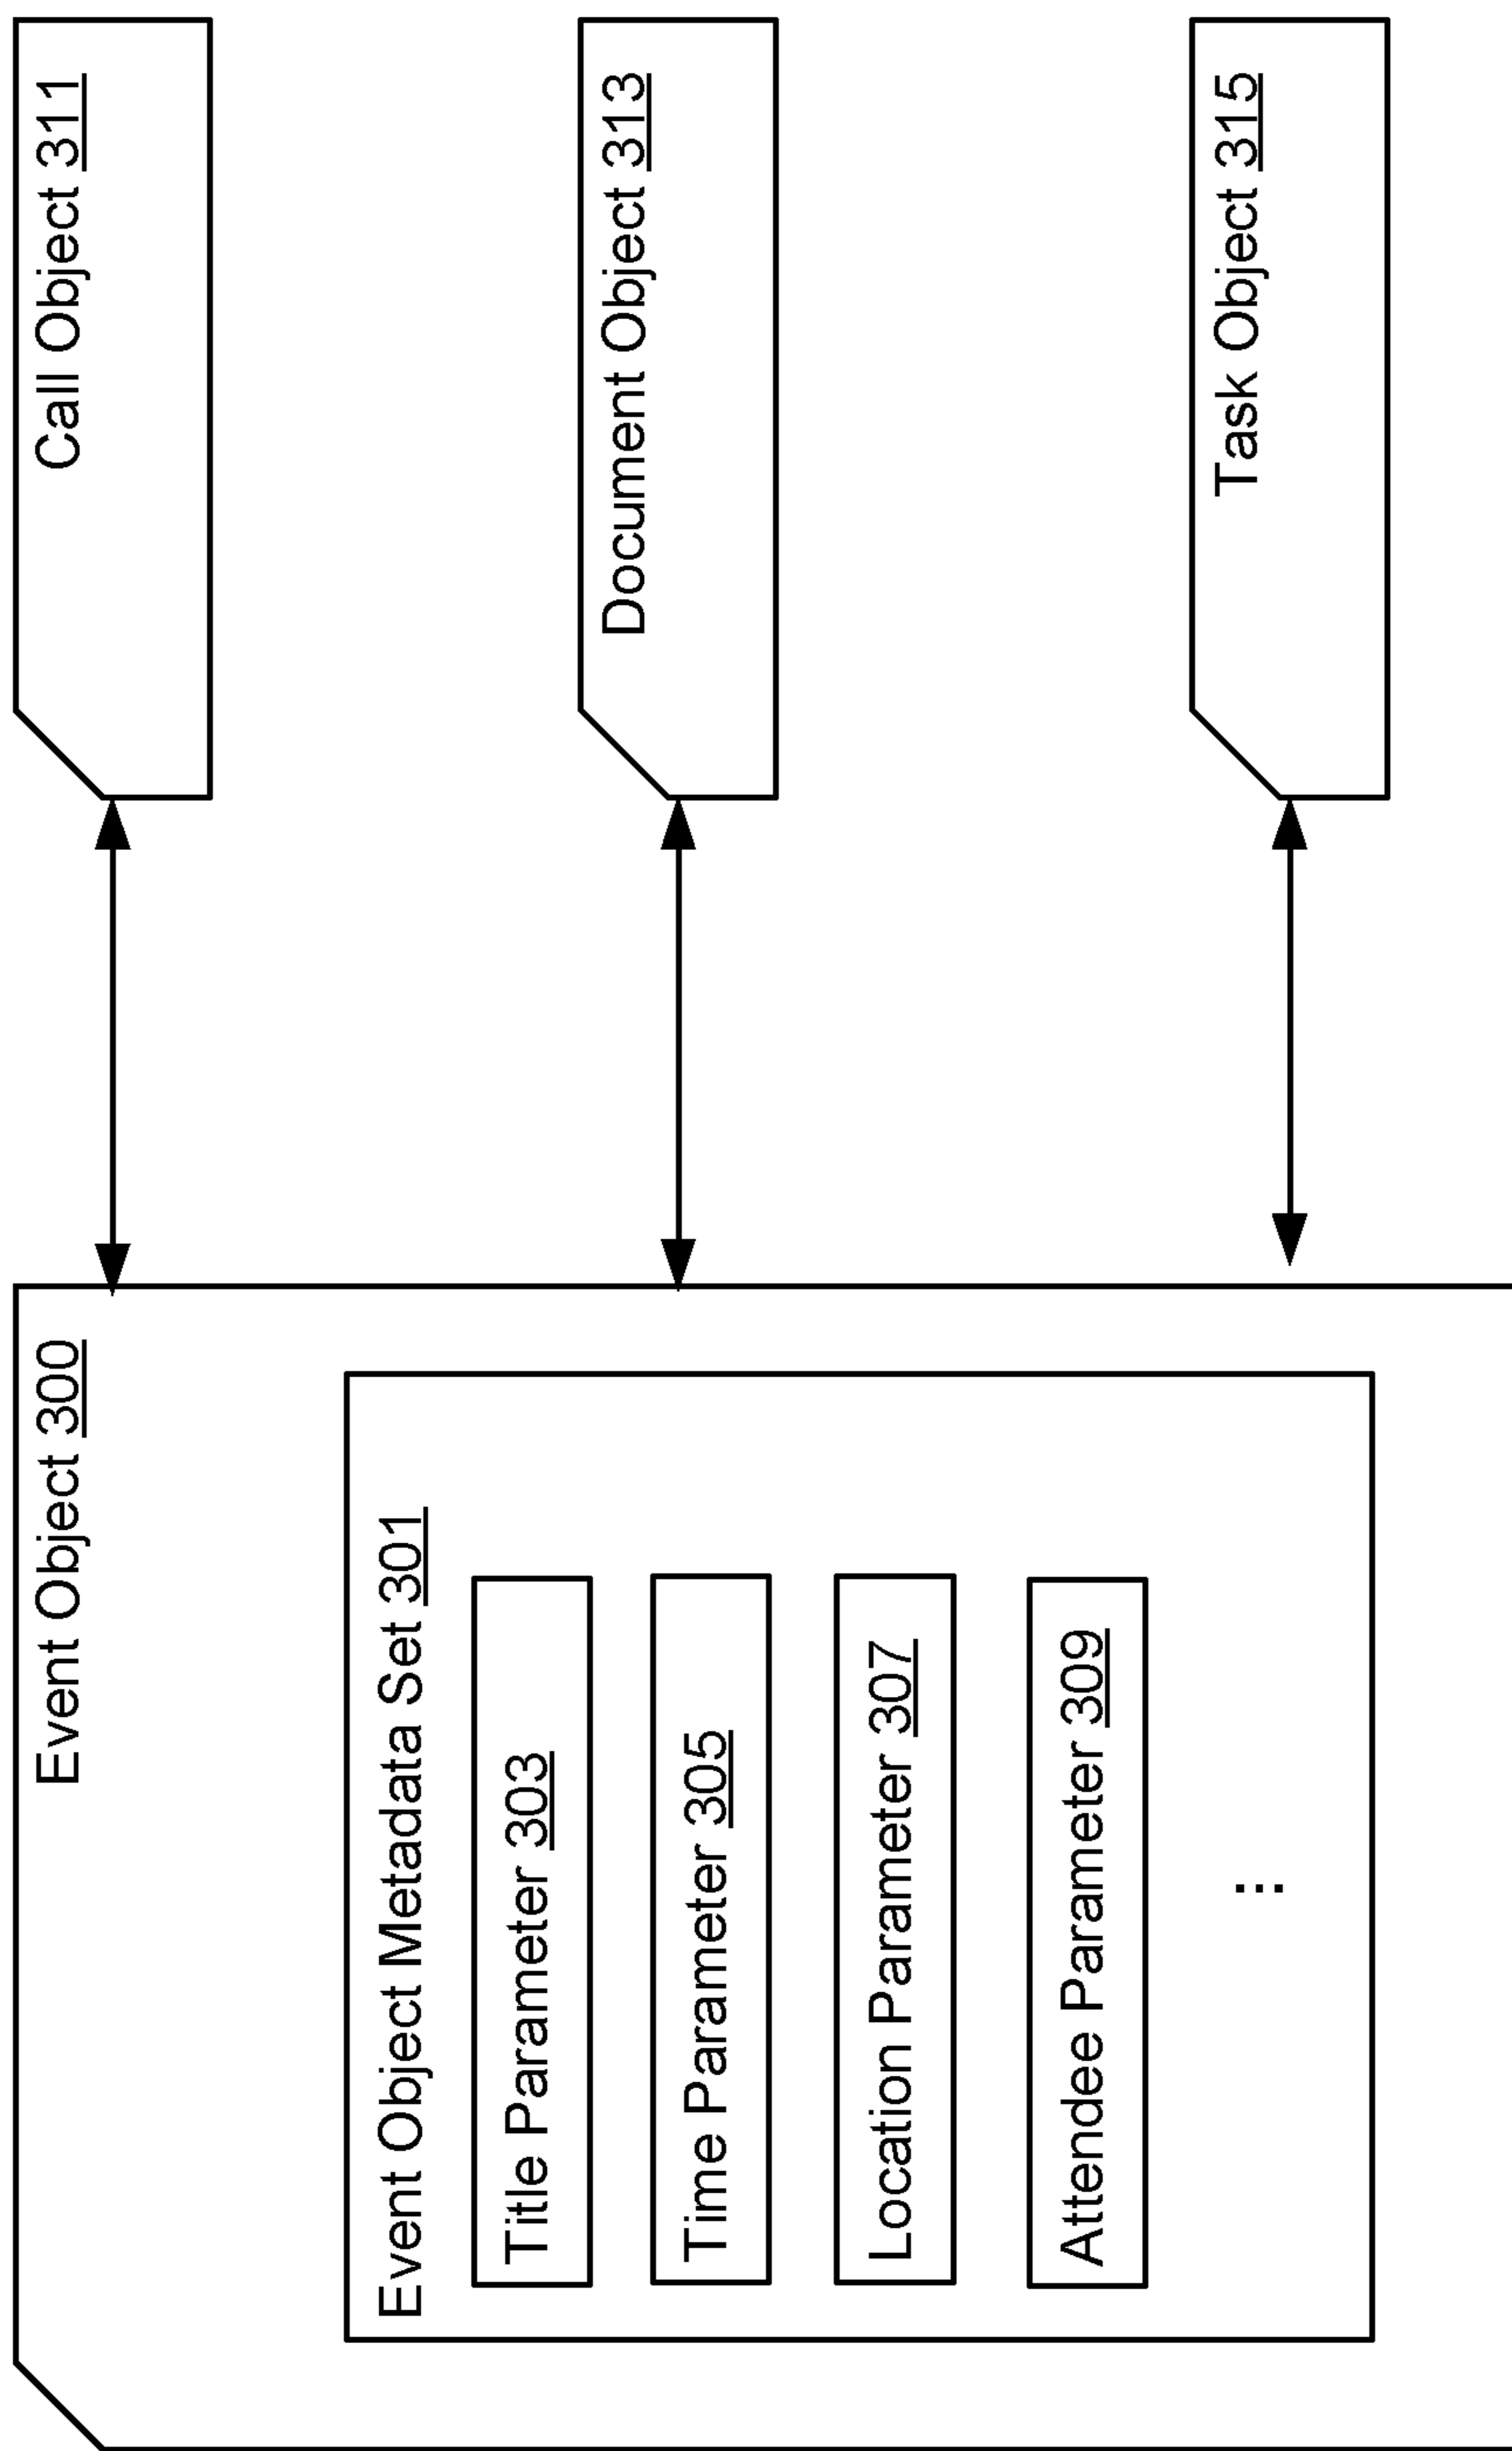 Event Object 300
Event Object Metadata Set 301
Title Parameter 303
Time Parameter 305
Location Parameter 307
Attendee Parameter 309
...
Call Object 311
Document Object 313
Task Object 315